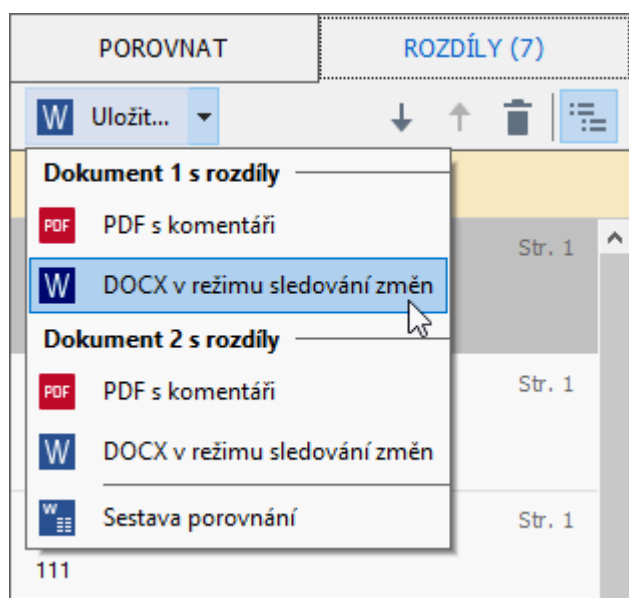 POROVNAT
ROZDÍLY (7)
W Uložit...
Dokument 1 s rozdíly
PDF PDF s komentáři
Str. 1
W DOCX v režimu sledování změn
Dokument 2 s rozdíly
PDF PDF s komentáři
Str. 1
W DOCX v režimu sledování změn
W Sestava porovnání
Str. 1
111